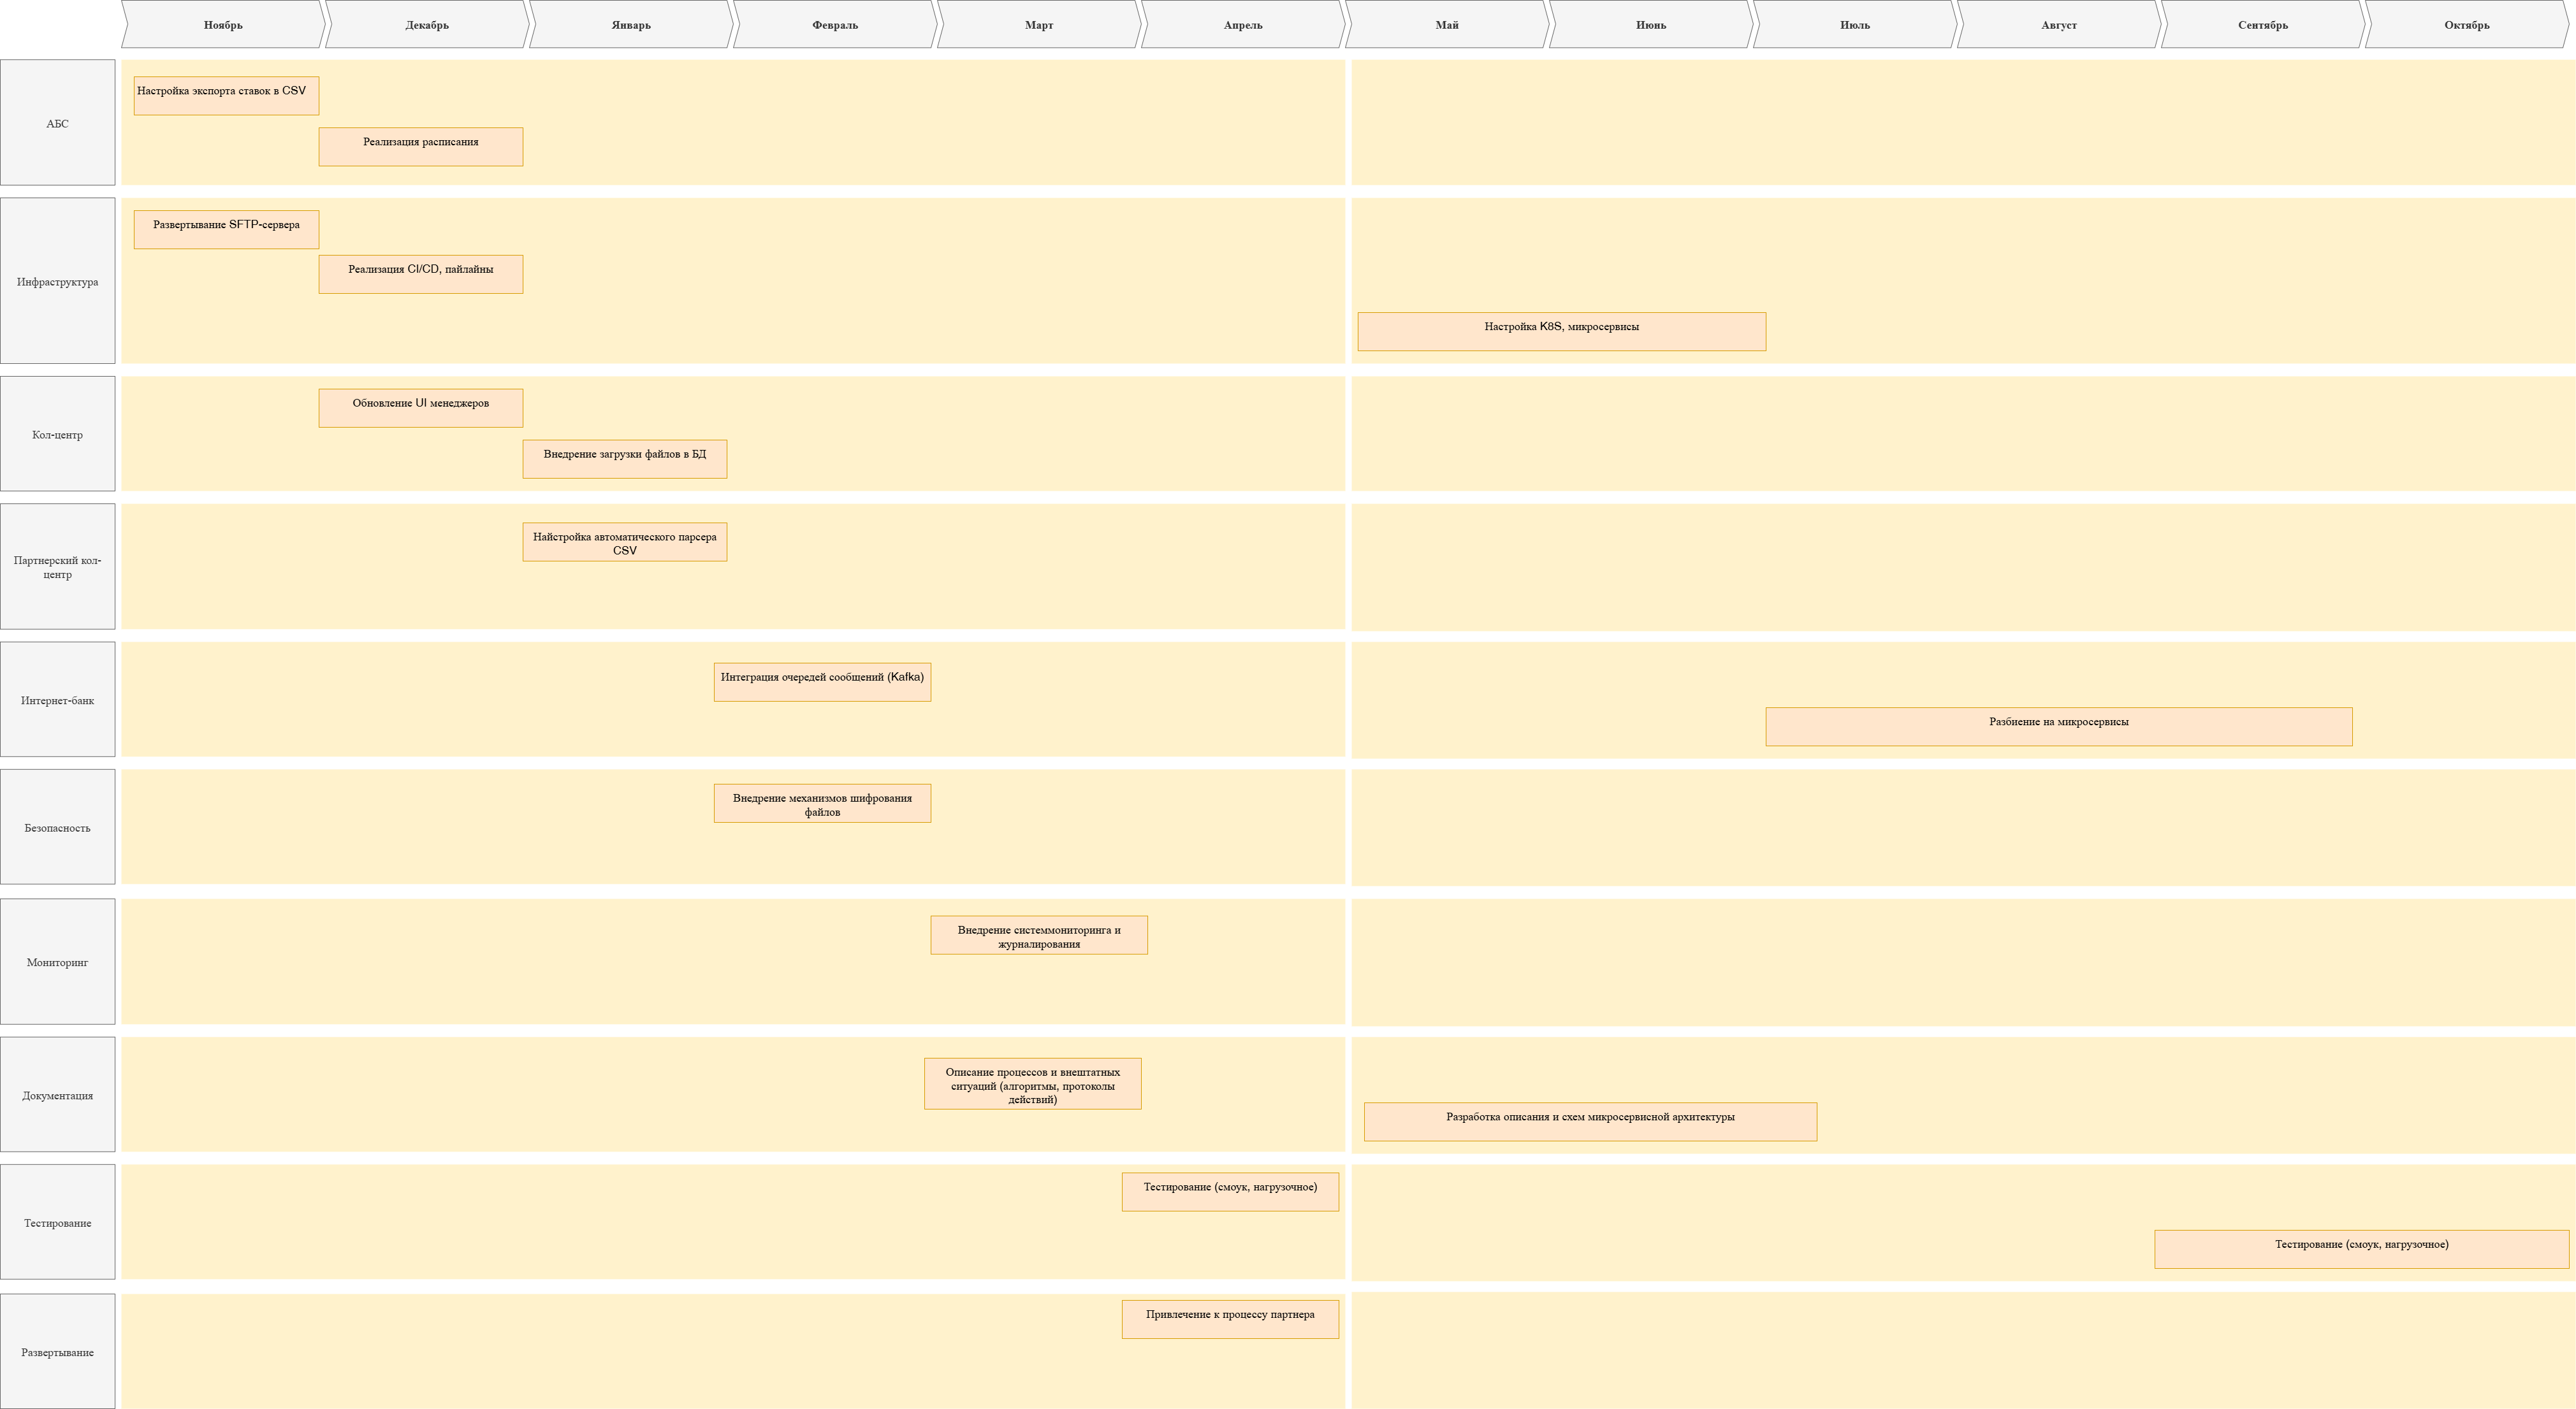 Ноябрь
Декабрь
Январь
Февраль
Март
Апрель
Май
Июнь
Июль
Август
Сентябрь
Октябрь
АБС
Настройка экспорта ставок в CSV
Реализация расписания
Инфраструктура
Развертывание SFTP-сервера
Реализация CI/CD, пайлайны
Настройка K8S, микросервисы
Кол-центр
Обновление UI менеджеров
Внедрение загрузки файлов в БД
Партнерский кол-
центр
Найстройка автоматического парсера
CSV
Интернет-банк
Интеграция очередей сообщений (Kafka)
Разбиение на микросервисы
Безопасность
Внедрение механизмов шифрования
файлов
Мониторинг
Внедрение системмониторинга и
журналирования
Документация
Описание процессов и внештатных
ситуаций (алгоритмы, протоколы
действий)
Разработка описания и схем микросервисной архитектуры
Тестирование
Тестирование (смоук, нагрузочное)
Тестирование (смоук, нагрузочное)
Развертывание
Привлечение к процессу партнера